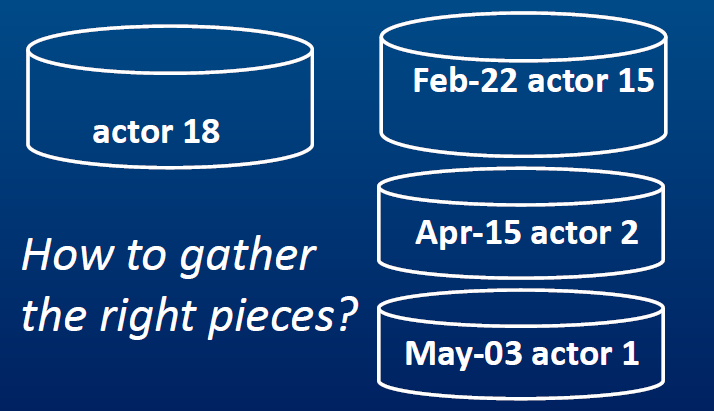 actor 18
Feb-22 actor 15
Apr-15 actor 2
May-03 actor 1
How to gather
the right pieces?